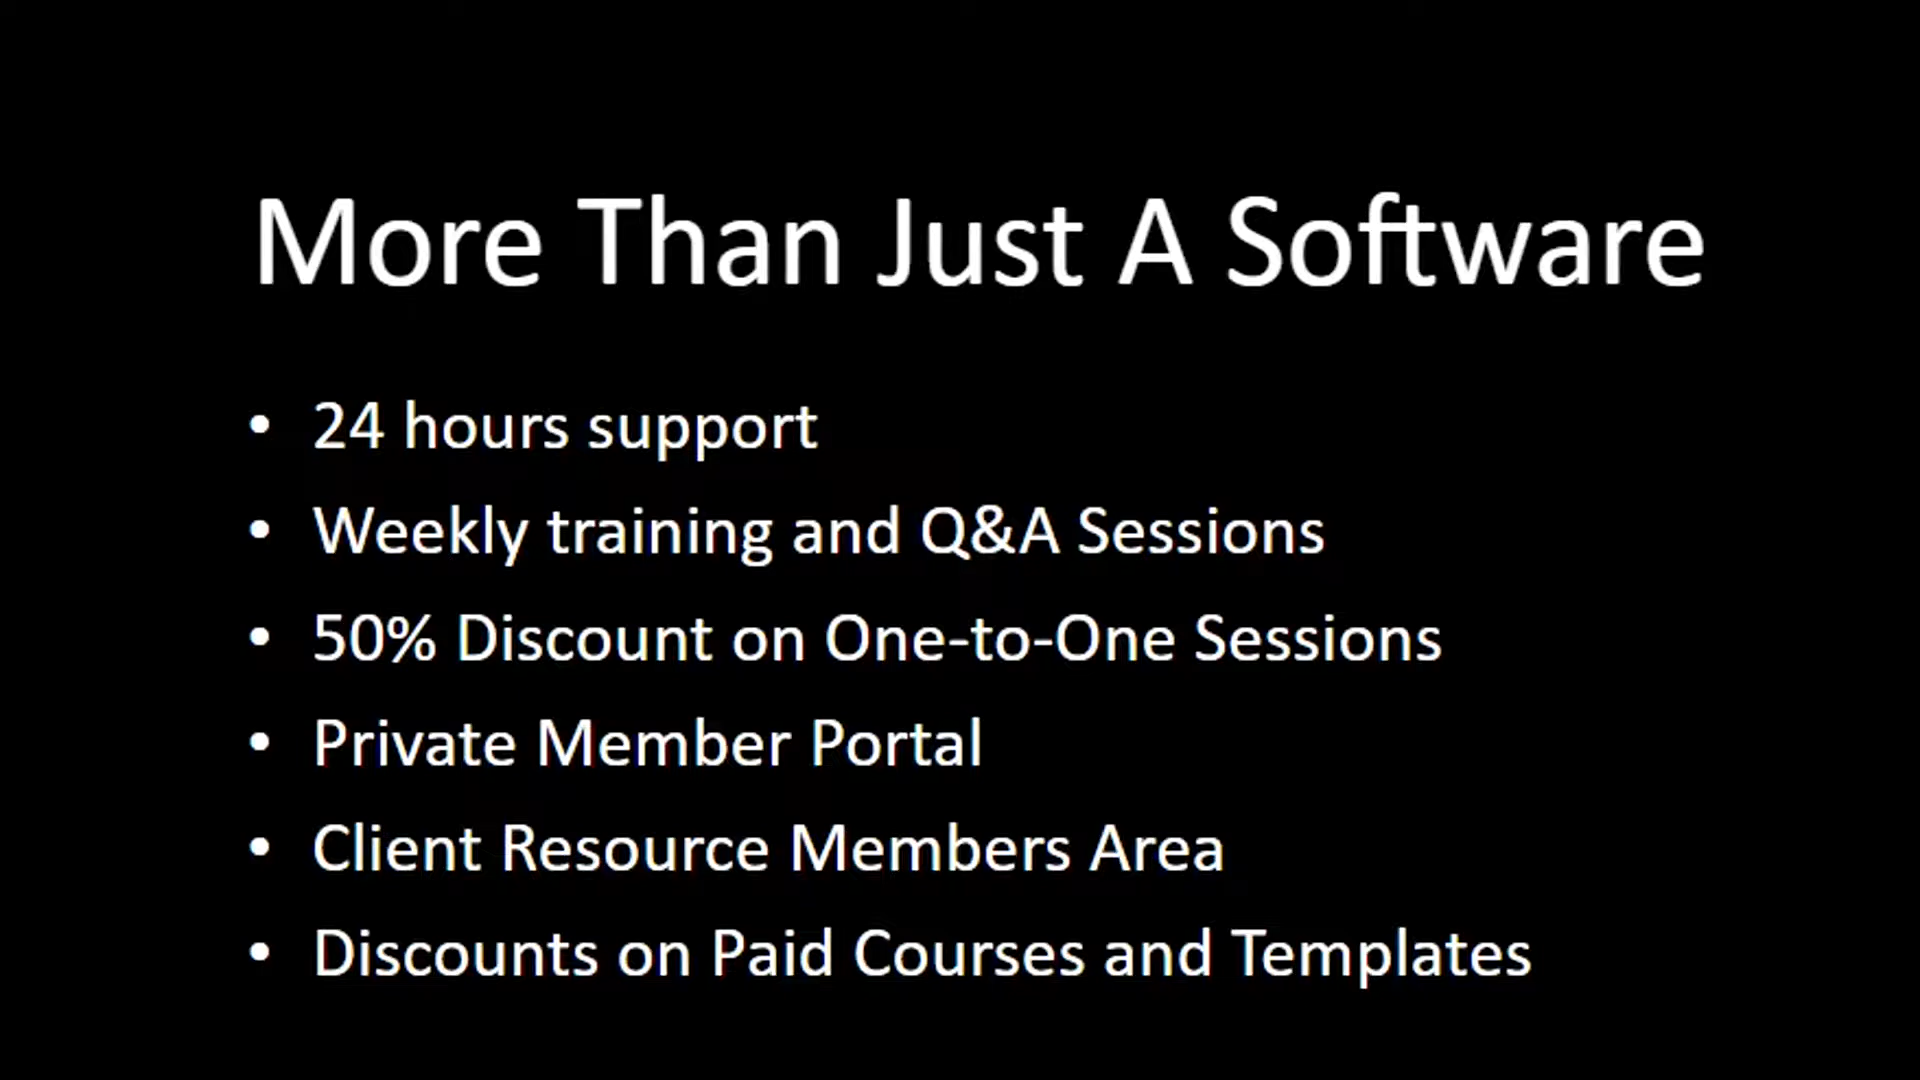 More Than Just A Software
• 24 hours support
• Weekly training and Q&A Sessions
• 50% Discount on One-to-One Sessions
• Private Member Portal
• Client Resource Members Area
• Discounts on Paid Courses and Templates